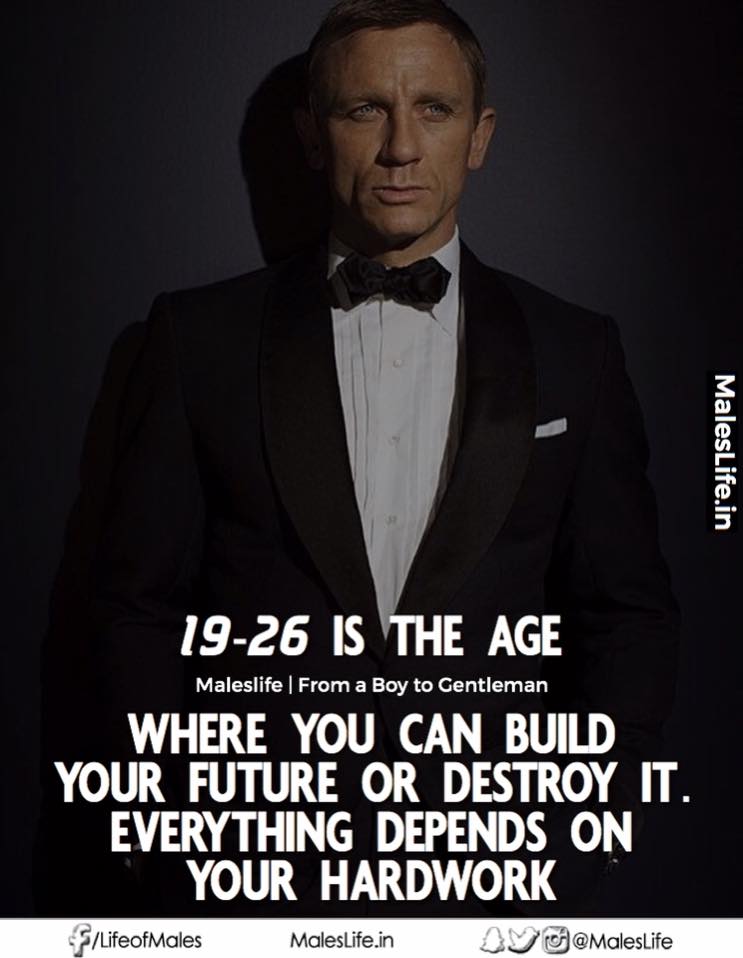 MalesLife.in
19-26 IS THE AGE
Maleslife | From a Boy to Gentleman
WHERE YOU CAN BUILD
YOUR FUTURE OR DESTROY IT.
EVERYTHING DEPENDS ON
YOUR HARDWORK
/LifeofMales MalesLife.in @MalesLife